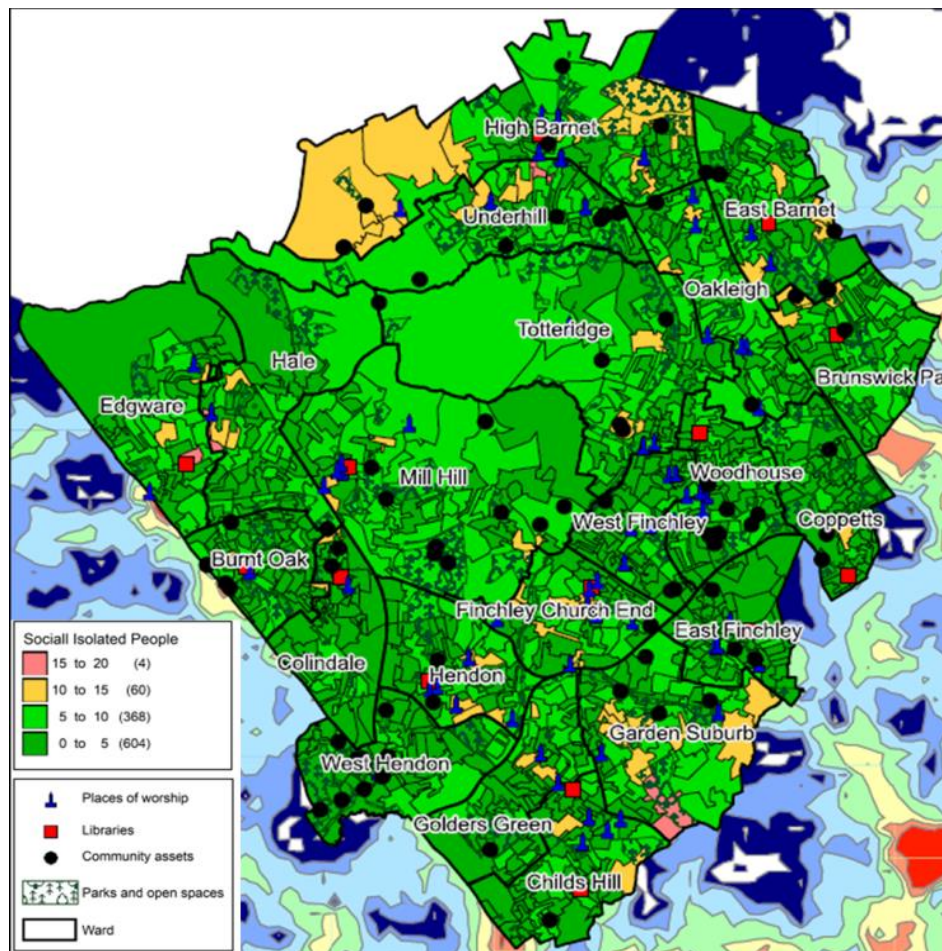 High Barnet
Underhill
East Barnet
Oakleigh
Totteridge
Hale
Edgware
Brunswick Pa
Mill Hill
Woodhouse
West Finchley
Coppetts
Burnt Oak
Finchley Church End
East Finchley
Colindale
Hendon
Garden Suburb
West Hendon
Golders Green
Childs Hill
Sociall Isolated People
15 to 20 (4)
10 to 15 (60)
5 to 10 (368)
0 to 5 (604)
Places of worship
Libraries
Community assets
Parks and open spaces
Ward